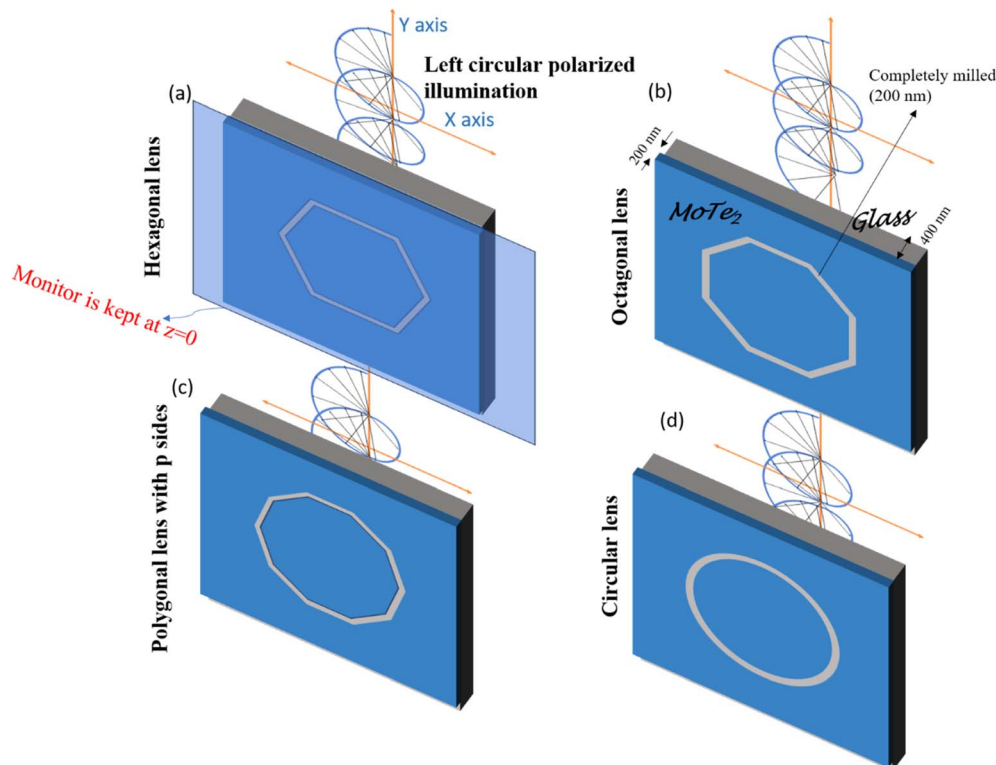 (a)
Y axis
Left circular polarized
illumination
X axis
Hexagonal lens
Monitor is kept at z=0
(b)
Completely milled
(200 nm)
200 nm
MoTe₂
Glass
400 nm
Octagonal lens
(c)
Polygonal lens with p sides
(d)
Circular lens